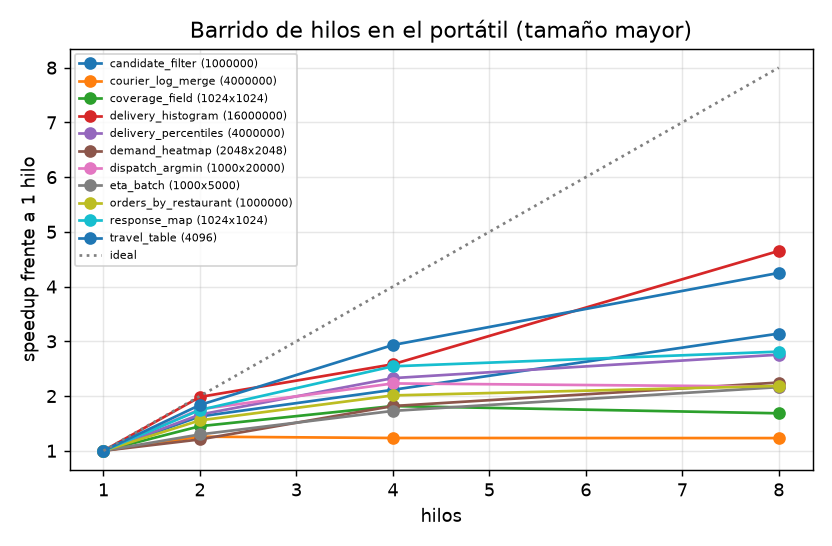 Barrido de hilos en el portátil (tamaño mayor)
candidate_filter (1000000)
courier_log_merge (4000000)
coverage_field (1024x1024)
delivery_histogram (16000000)
delivery_percentiles (4000000)
demand_heatmap (2048x2048)
dispatch_argmin (1000x20000)
eta_batch (1000x5000)
orders_by_restaurant (1000000)
response_map (1024x1024)
travel_table (4096)
ideal
speedup frente a 1 hilo
8
7
6
5
4
3
2
1
1 2 3 4 5 6 7 8
hilos